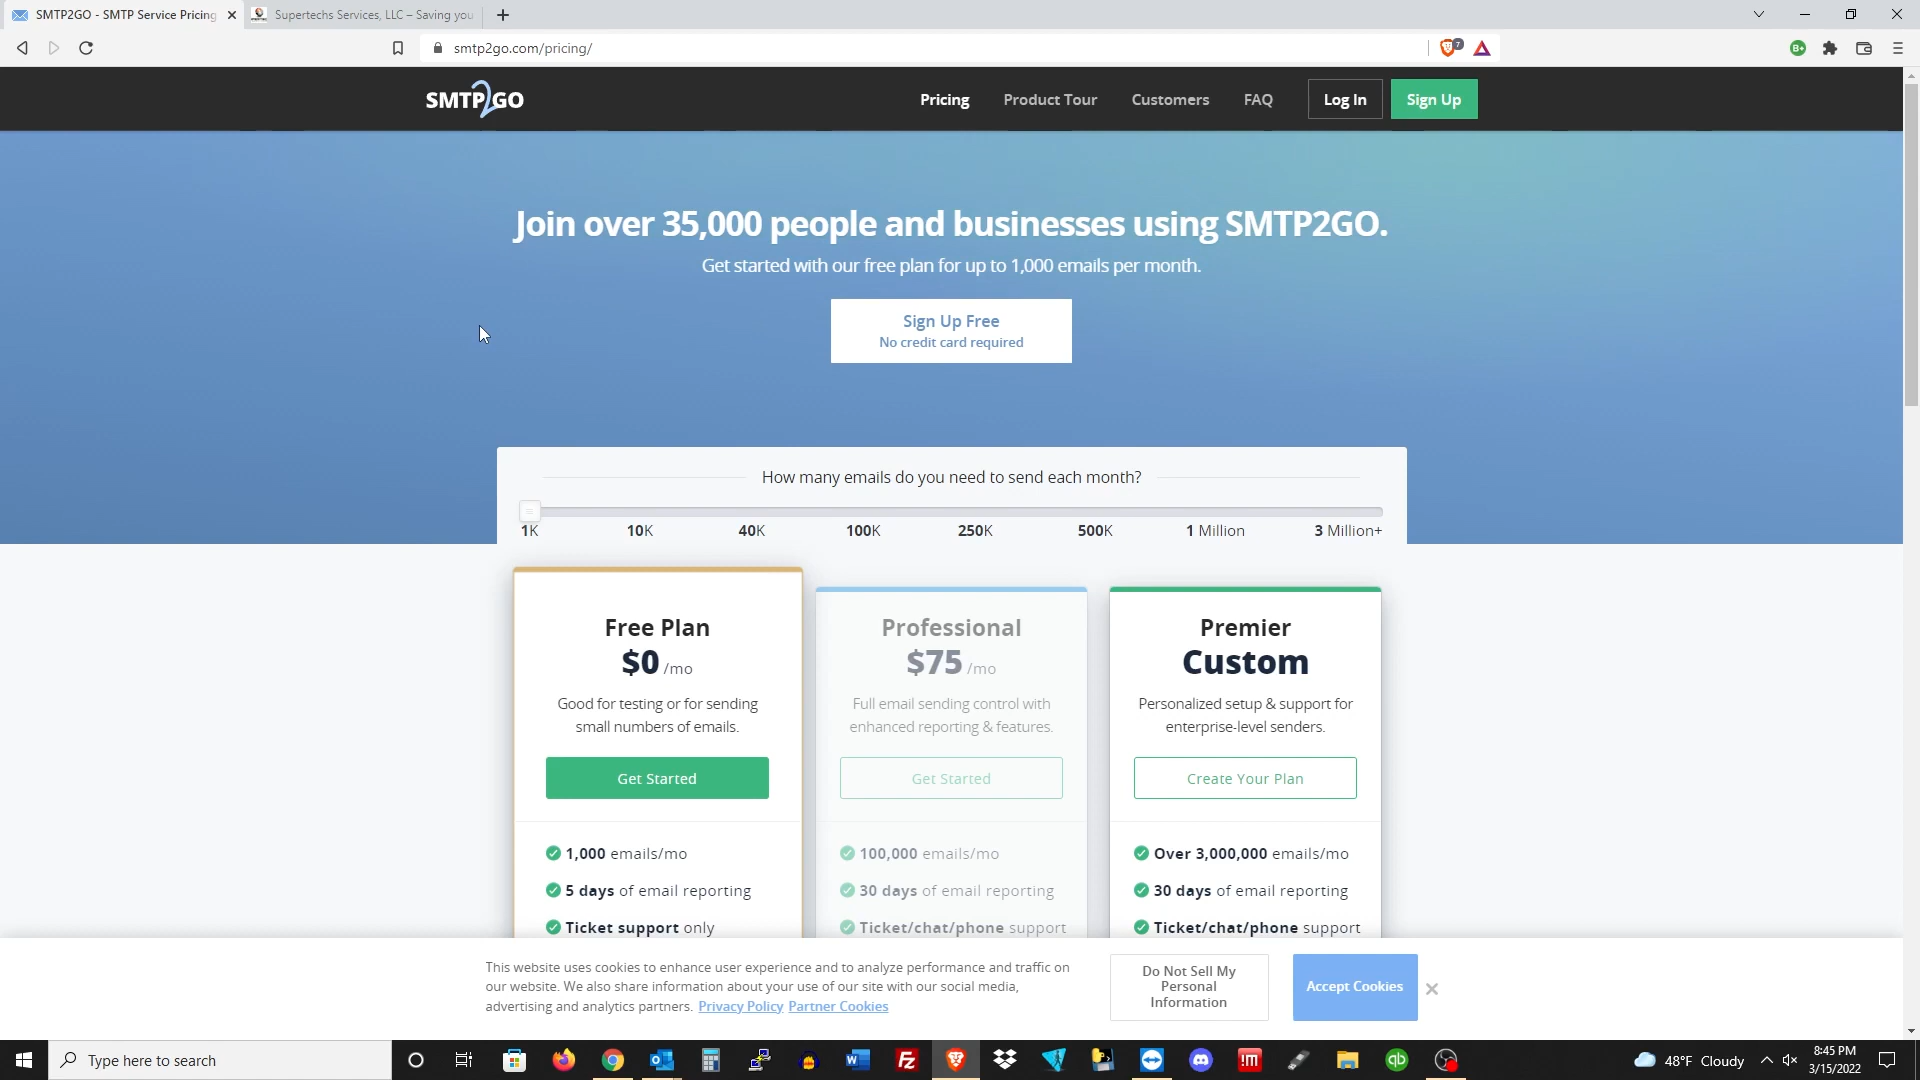 SMTP2GO - SMTP Service Pricing
Supertechs Services, LLC – Saving you
smtp2go.com/pricing/
7
B+
SMTP2GO
Pricing
Product Tour
Customers
FAQ
Log In
Sign Up
Join over 35,000 people and businesses using SMTP2GO.
Get started with our free plan for up to 1,000 emails per month.
Sign Up Free
No credit card required
How many emails do you need to send each month?
1K 10K 40K 100K 250K 500K 1 Million 3 Million+
Free Plan
$0 /mo
Good for testing or for sending
small numbers of emails.
Get Started
1,000 emails/mo
5 days of email reporting
Ticket support only
Professional
$75 /mo
Full email sending control with
enhanced reporting & features.
Get Started
100,000 emails/mo
30 days of email reporting
Ticket/chat/phone support
Premier
Custom
Personalized setup & support for
enterprise-level senders.
Create Your Plan
Over 3,000,000 emails/mo
30 days of email reporting
Ticket/chat/phone support
This website uses cookies to enhance user experience and to analyze performance and traffic on
our website. We also share information about your use of our site with our social media,
advertising and analytics partners. Privacy Policy Partner Cookies
Do Not Sell My
Personal
Information
Accept Cookies
Type here to search
48°F Cloudy
8:45 PM
3/15/2022